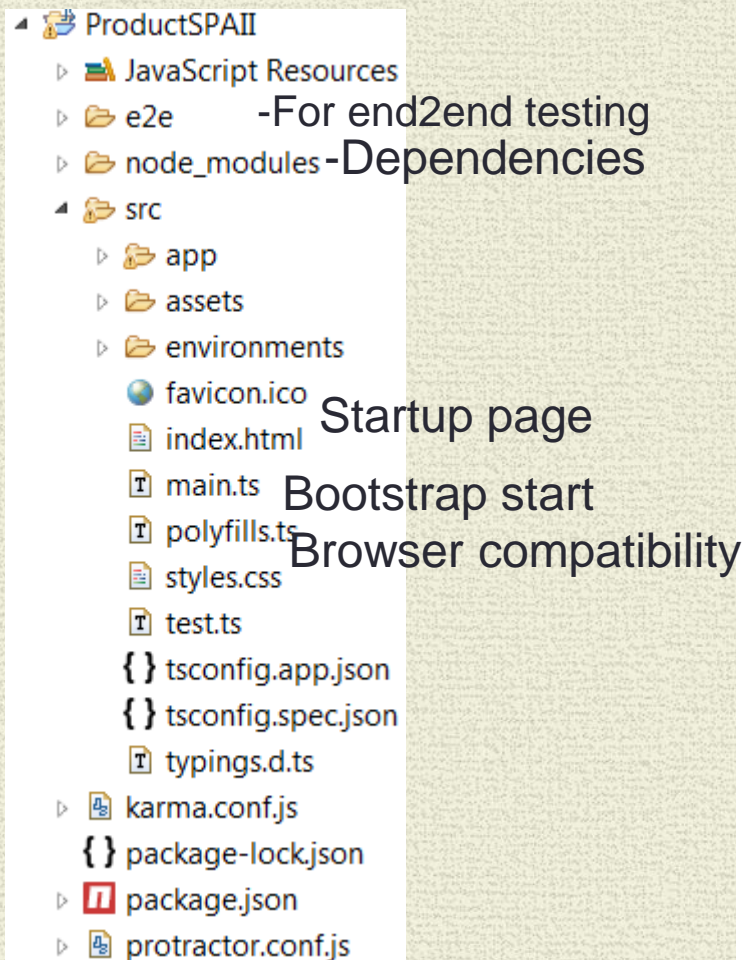 ProductSPAII
JavaScript Resources
e2e -For end2end testing
node_modules -Dependencies
src
app
assets
environments
favicon.ico
Startup page
index.html
main.ts Bootstrap start
polyfills.ts
Browser compatibility
styles.css
test.ts
{ } tsconfig.app.json
{ } tsconfig.spec.json
typings.d.ts
karma.conf.js
{ } package-lock.json
package.json
protractor.conf.js